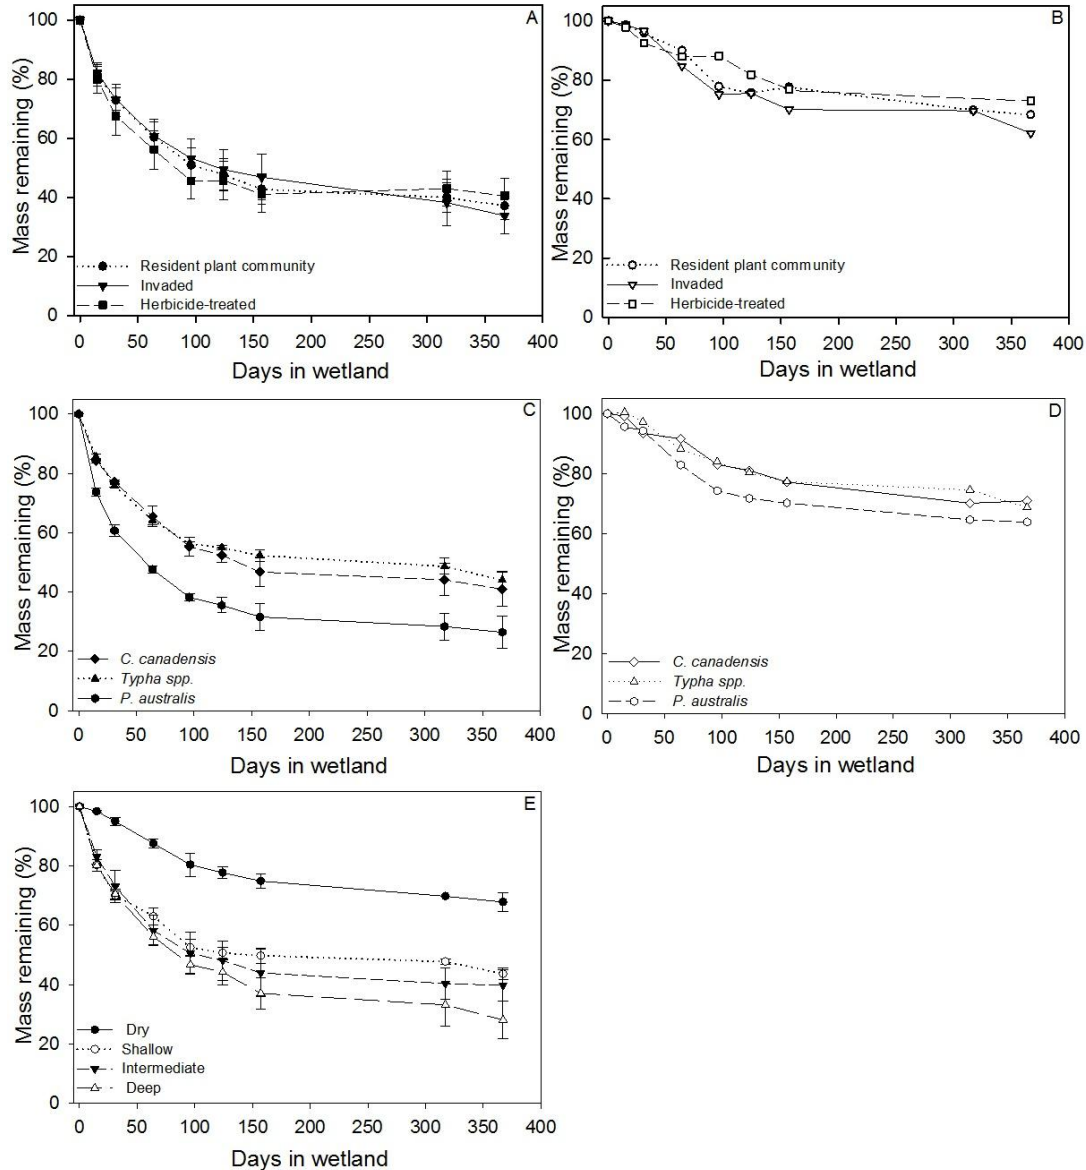 A
Mass remaining (%)
100
80
60
40
20
0
Resident plant community
Invaded
Herbicide-treated
0 50 100 150 200 250 300 350 400
Days in wetland
B
Mass remaining (%)
100
80
60
40
20
0
Resident plant community
Invaded
Herbicide-treated
0 50 100 150 200 250 300 350 400
Days in wetland
C
Mass remaining (%)
100
80
60
40
20
0
C. canadensis
Typha spp.
P. australis
0 50 100 150 200 250 300 350 400
Days in wetland
D
Mass remaining (%)
100
80
60
40
20
0
C. canadensis
Typha spp.
P. australis
0 50 100 150 200 250 300 350 400
Days in wetland
E
Mass remaining (%)
100
80
60
40
20
0
Dry
Shallow
Intermediate
Deep
0 50 100 150 200 250 300 350 400
Days in wetland